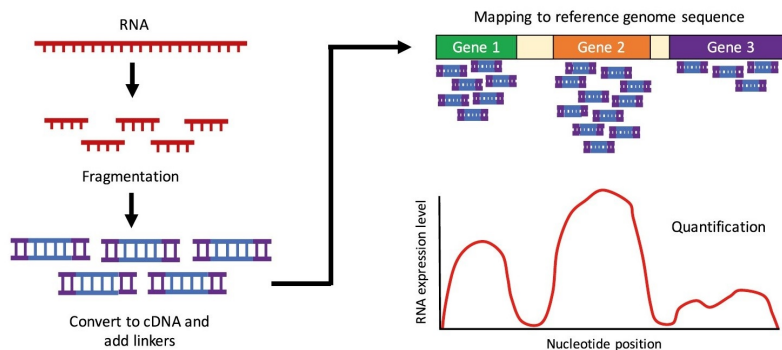 RNA
Fragmentation
Convert to cDNA and
add linkers
Mapping to reference genome sequence
Gene 1 Gene 2 Gene 3
RNA expression level
Quantification
Nucleotide position